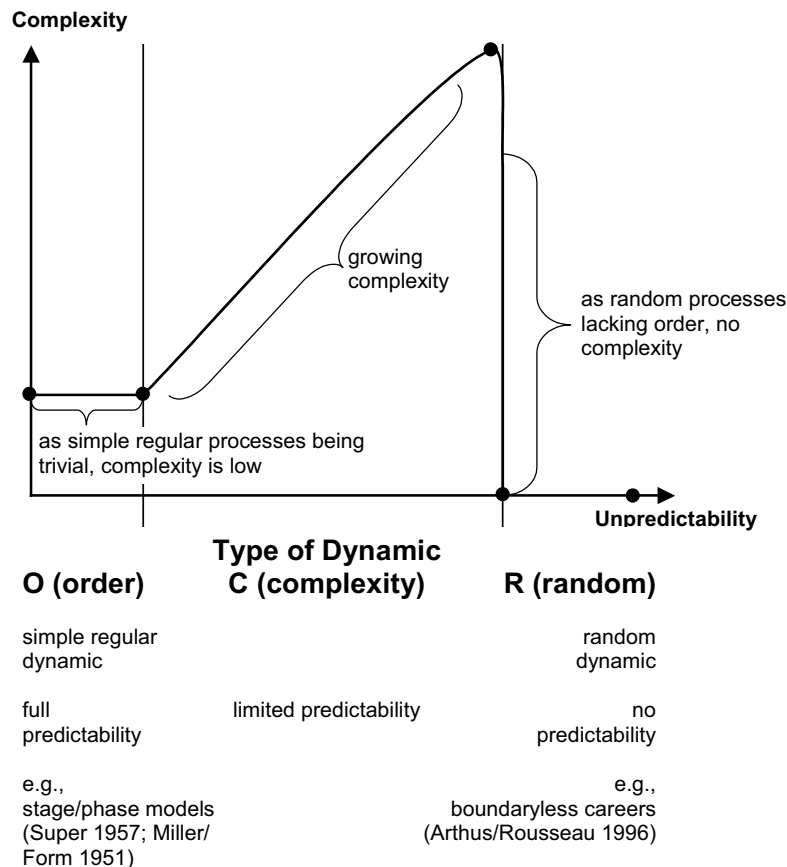 Complexity
growing
complexity
as random processes
lacking order, no
complexity
as simple regular processes being
trivial, complexity is low
Unpredictability
Type of Dynamic
O (order)
C (complexity)
R (random)
simple regular
dynamic
random
dynamic
full
predictability
limited predictability
no
predictability
e.g.,
stage/phase models
(Super 1957; Miller/
Form 1951)
e.g.,
boundaryless careers
(Arthus/Rousseau 1996)